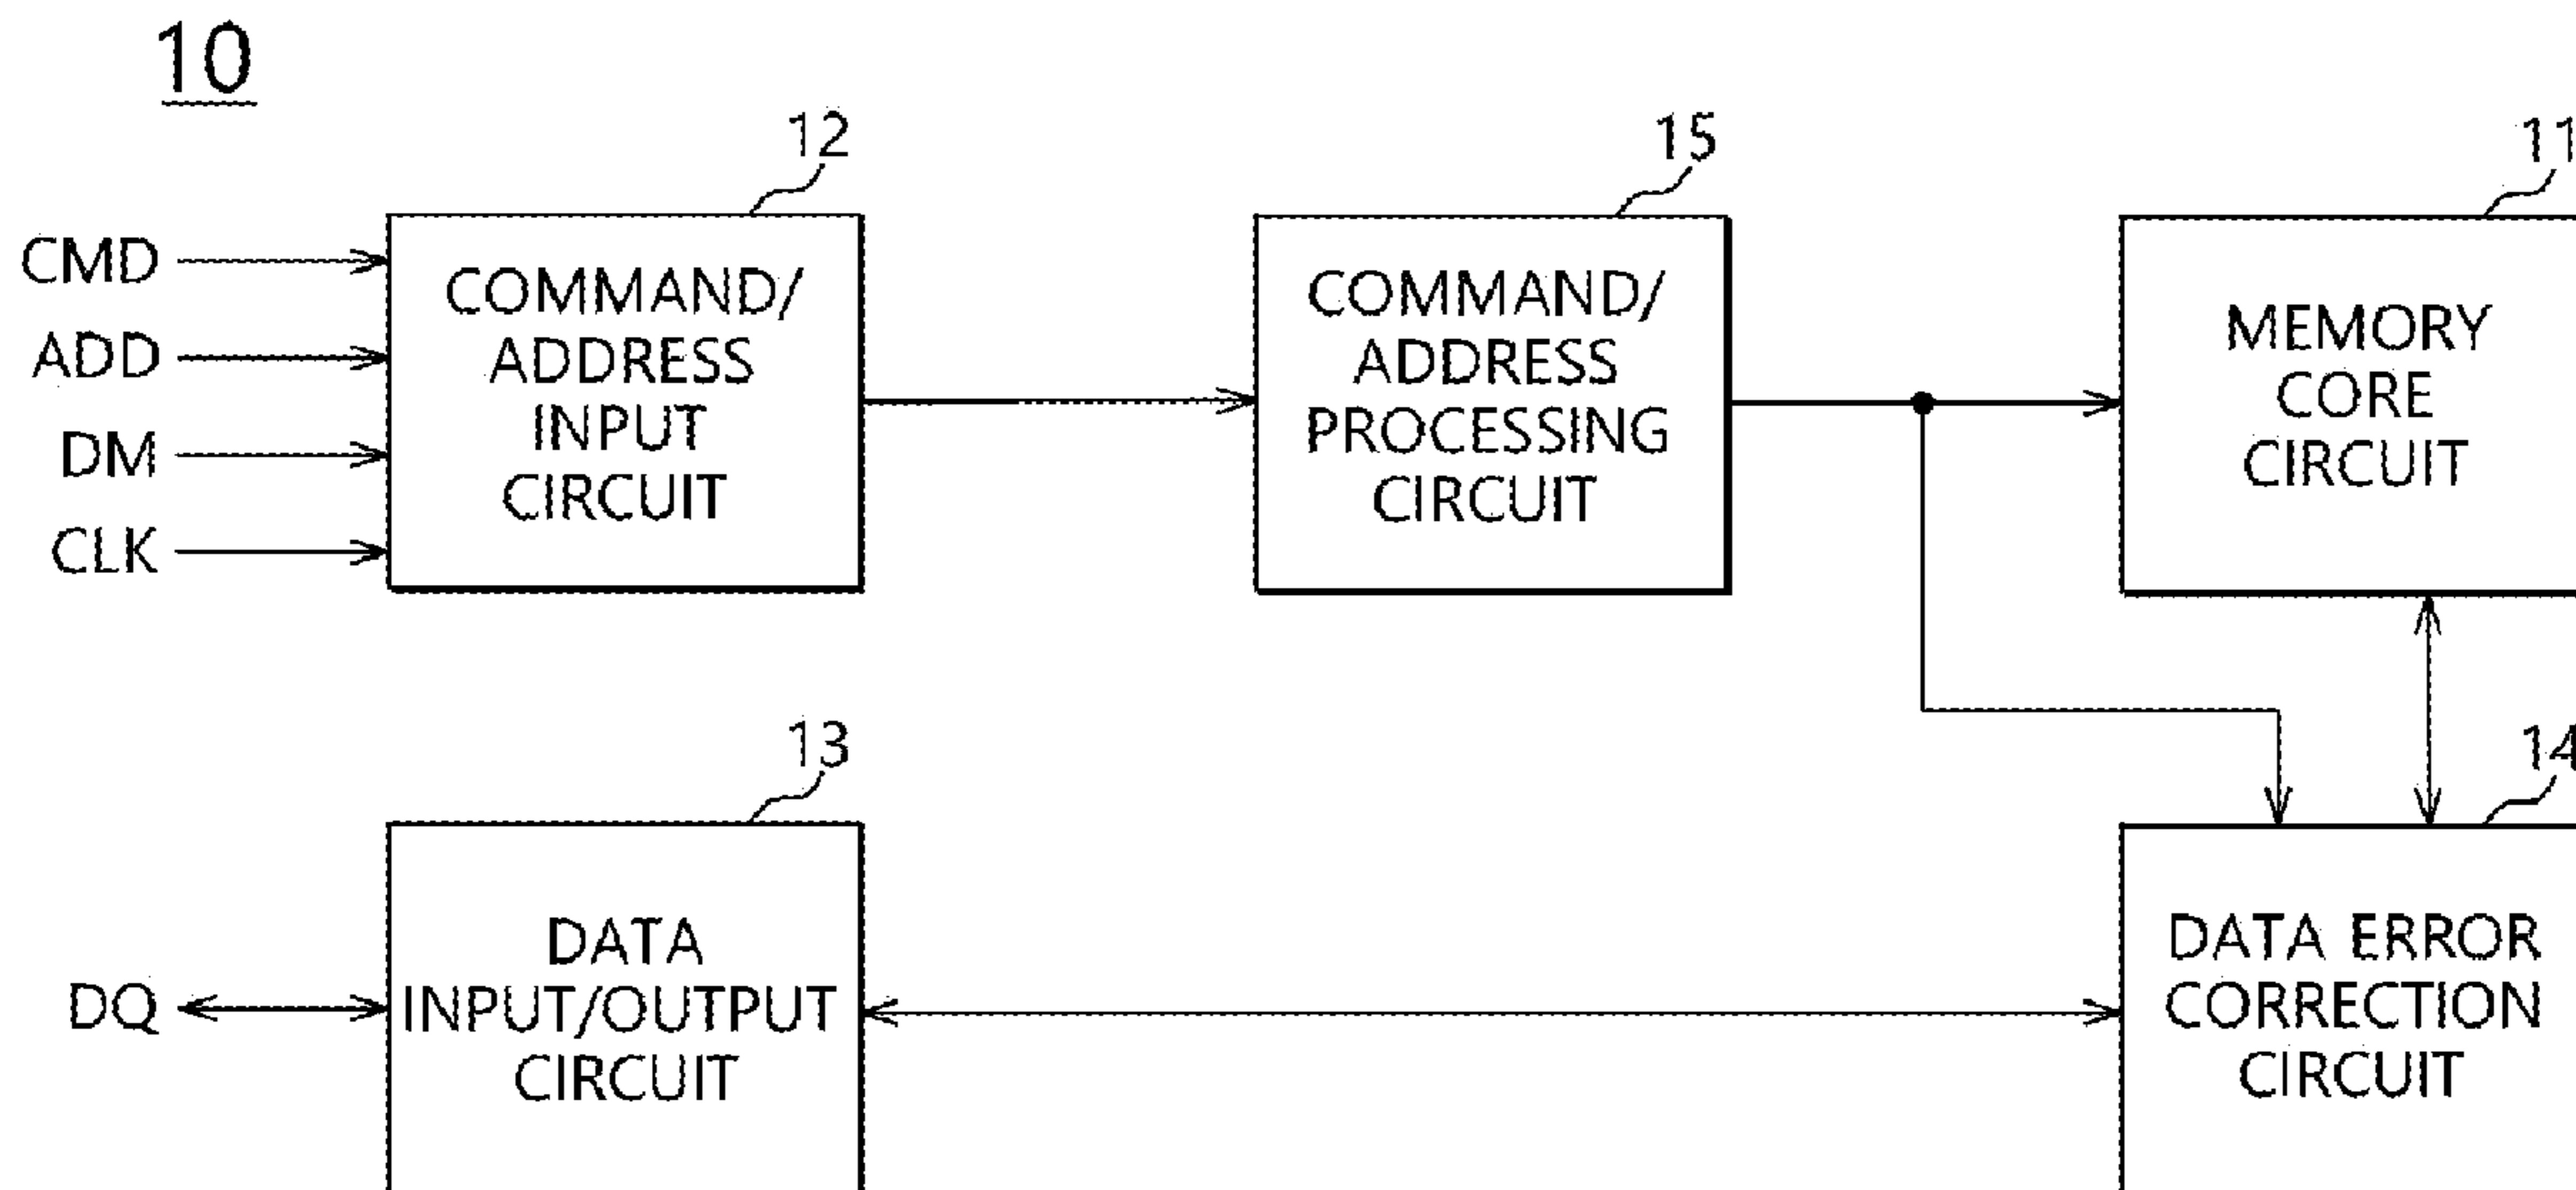 10
12
15
11
CMD
ADD
DM
CLK
COMMAND/
ADDRESS
INPUT
CIRCUIT
COMMAND/
ADDRESS
PROCESSING
CIRCUIT
MEMORY
CORE
CIRCUIT
13
14
DQ
DATA
INPUT/OUTPUT
CIRCUIT
DATA ERROR
CORRECTION
CIRCUIT